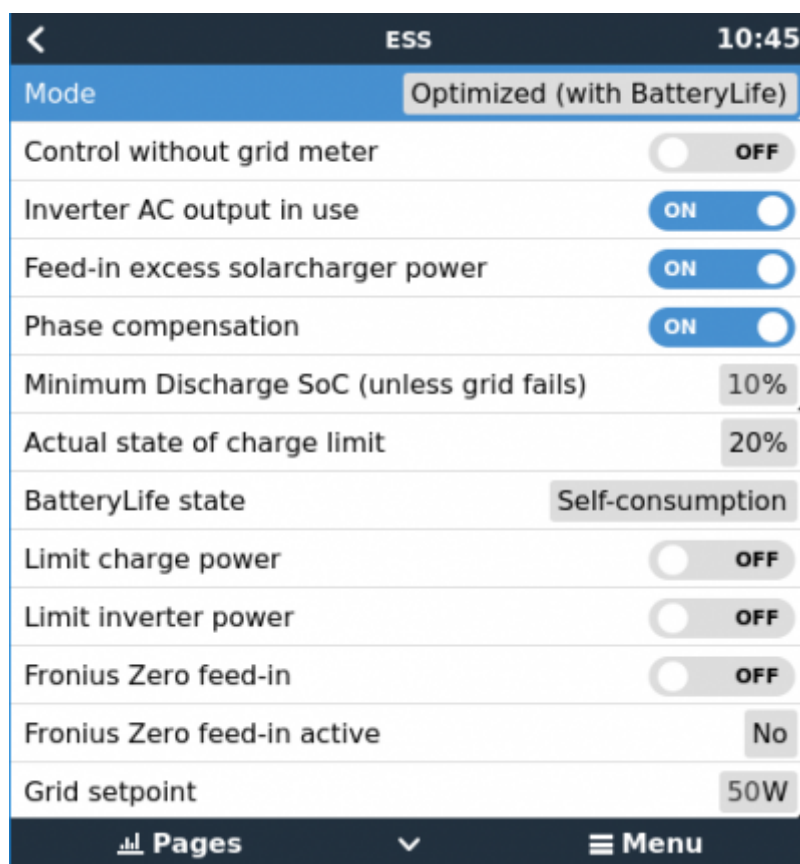 ESS 10:45
Mode Optimized (with BatteryLife)
Control without grid meter OFF
Inverter AC output in use ON
Feed-in excess solarcharger power ON
Phase compensation ON
Minimum Discharge SoC (unless grid fails) 10%
Actual state of charge limit 20%
BatteryLife state Self-consumption
Limit charge power OFF
Limit inverter power OFF
Fronius Zero feed-in OFF
Fronius Zero feed-in active No
Grid setpoint 50W
Pages Menu